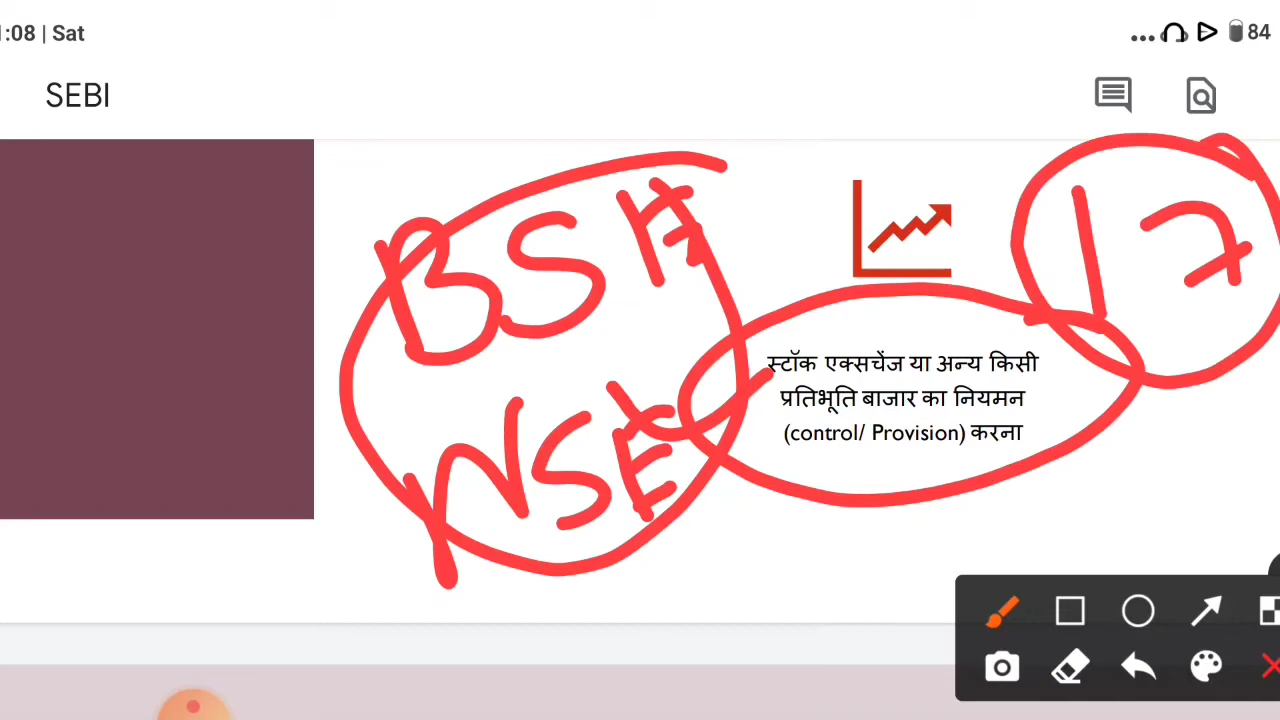 1:08 | Sat
84
SEBI
BSE
17
स्टॉक एक्सचेंज या अन्य किसी
प्रतिभूति बाजार का नियमन
(control/ Provision) करना
NSE